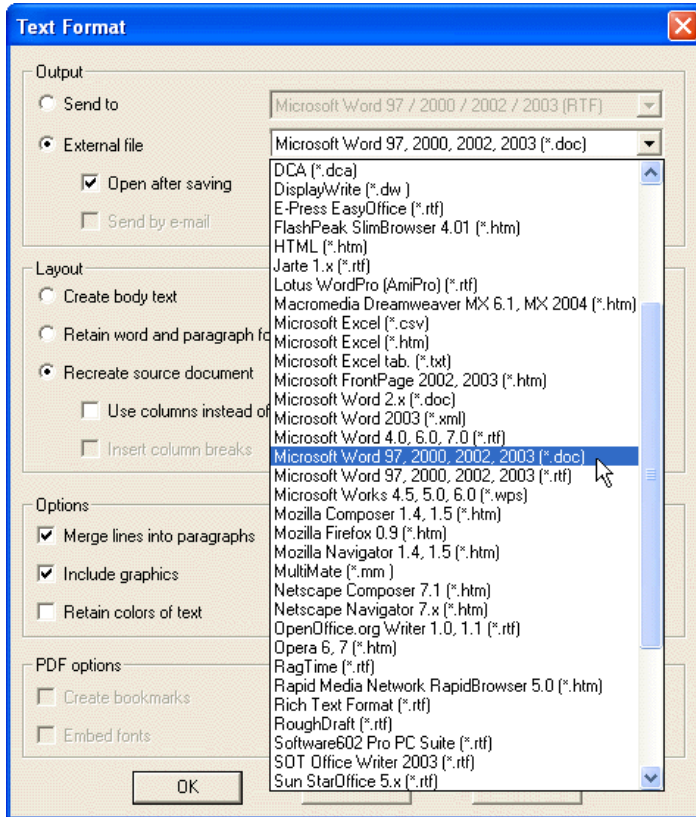 Text Format
Output
Send to
Microsoft Word 97 / 2000 / 2002 / 2003 (RTF)
External file
Microsoft Word 97, 2000, 2002, 2003 (*.doc)
Open after saving
Send by e-mail
Layout
Create body text
Retain word and paragraph fo
Recreate source document
Use columns instead of
Insert column breaks
Options
Merge lines into paragraphs
Include graphics
Retain colors of text
PDF options
Create bookmarks
Embed fonts
OK
DCA (*.dca)
DisplayWrite (*.dw )
E-Press EasyOffice (*.rtf)
FlashPeak SlimBrowser 4.01 (*.htm)
HTML (*.htm)
Jarte 1.x (*.rtf)
Lotus WordPro (AmiPro) (*.rtf)
Macromedia Dreamweaver MX 6.1, MX 2004 (*.htm)
Microsoft Excel (*.csv)
Microsoft Excel (*.htm)
Microsoft Excel tab. (*.txt)
Microsoft FrontPage 2002, 2003 (*.htm)
Microsoft Word 2.x (*.doc)
Microsoft Word 2003 (*.xml)
Microsoft Word 4.0, 6.0, 7.0 (*.rtf)
Microsoft Word 97, 2000, 2002, 2003 (*.doc)
Microsoft Word 97, 2000, 2002, 2003 (*.rtf)
Microsoft Works 4.5, 5.0, 6.0 (*.wps)
Mozilla Composer 1.4, 1.5 (*.htm)
Mozilla Firefox 0.9 (*.htm)
Mozilla Navigator 1.4, 1.5 (*.htm)
MultiMate (*.mm )
Netscape Composer 7.1 (*.htm)
Netscape Navigator 7.x (*.htm)
OpenOffice.org Writer 1.0, 1.1 (*.rtf)
Opera 6, 7 (*.htm)
RagTime (*.rtf)
Rapid Media Network RapidBrowser 5.0 (*.htm)
Rich Text Format (*.rtf)
RoughDraft (*.rtf)
Software602 Pro PC Suite (*.rtf)
SOT Office Writer 2003 (*.rtf)
Sun StarOffice 5.x (*.rtf)